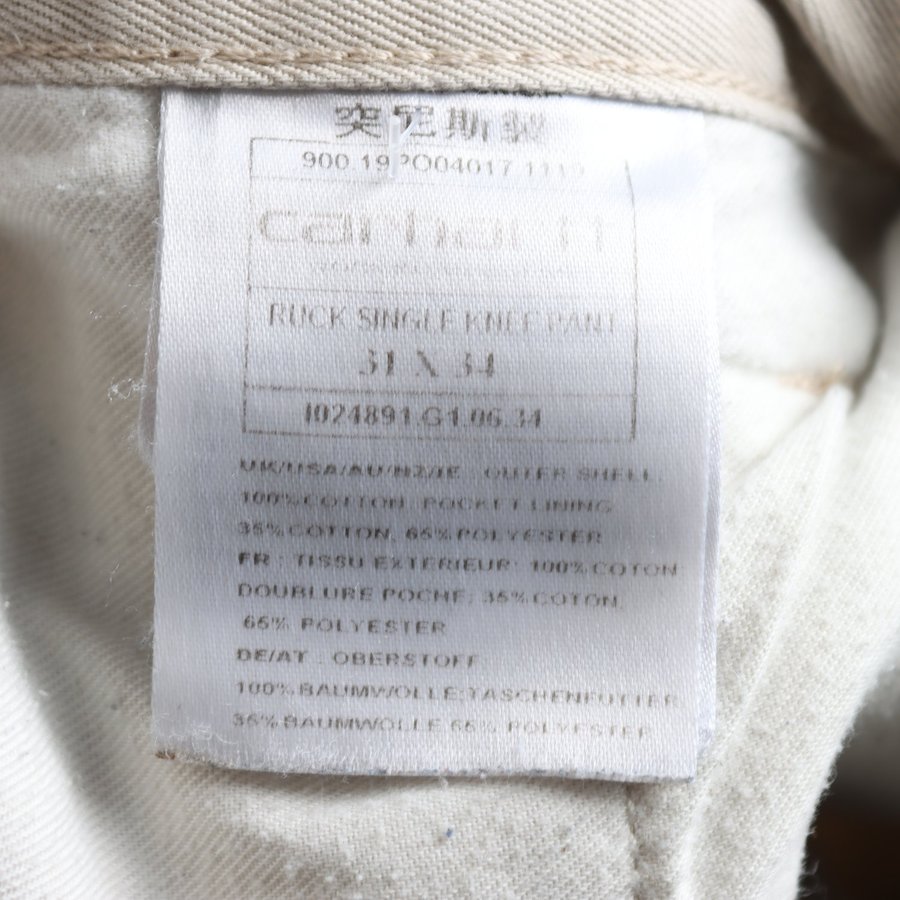 突尼斯製
900 19PO04017 1119
carhartt
RUCK SINGLE KNEE PANT
31 X 34
I024891.G1.06.34
UK/USA/AU/NZ/IE : OUTER SHELL
100% COTTON; POCKET LINING
35% COTTON, 65% POLYESTER
FR : TISSU EXTERIEUR: 100% COTON
DOUBLURE POCHE; 35% COTON,
65% POLYESTER
DE/AT : OBERSTOFF
100% BAUMWOLLE;TASCHENFUTTER
35% BAUMWOLLE 65% POLYESTER